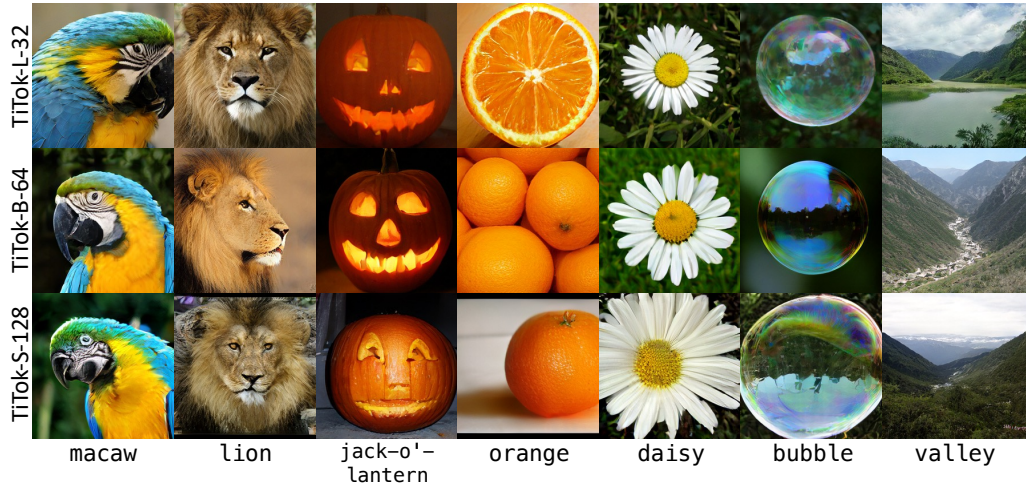 TiTok-L-32
TiTok-B-64
TiTok-S-128
macaw
lion
jack-o'-
lantern
orange
daisy
bubble
valley